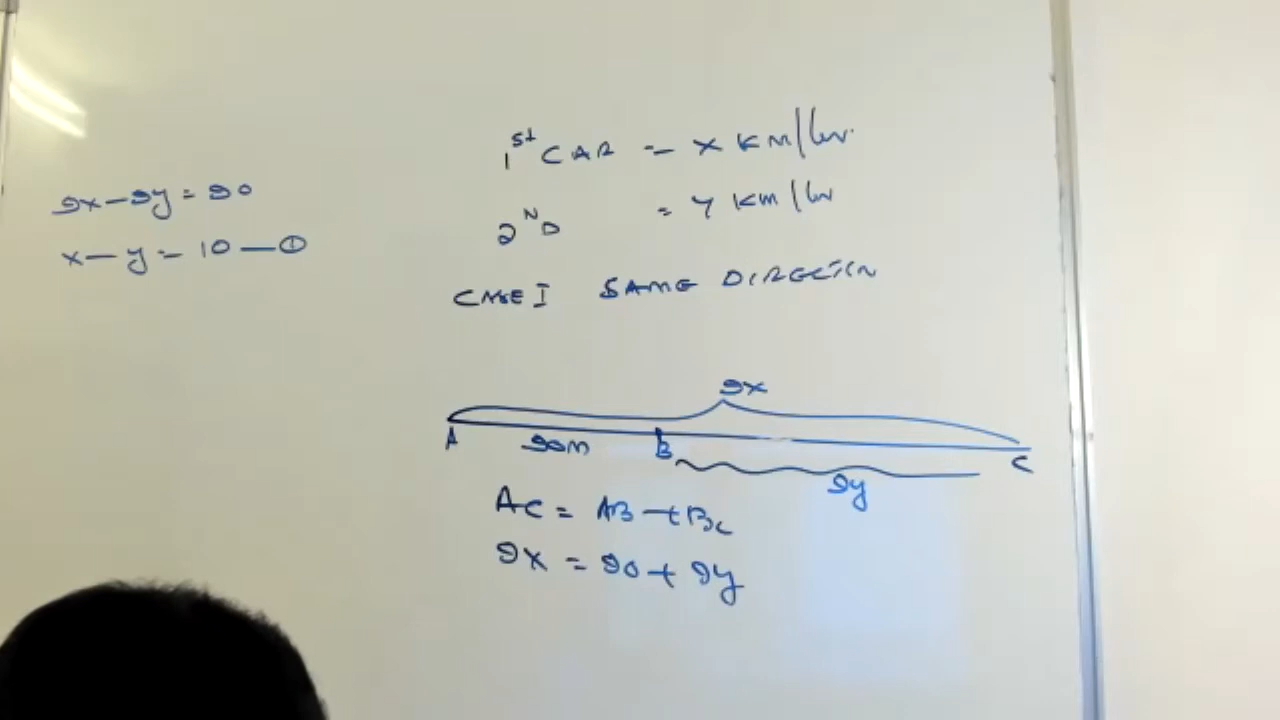 9x-9y=90
x-y=10-①
1st CAR = x KM/hr.
2ND = y KM/hr
CASE I SAME DIRECTION
9x
A 90M B C
9y
AC = AB+BC
9x = 90+9y